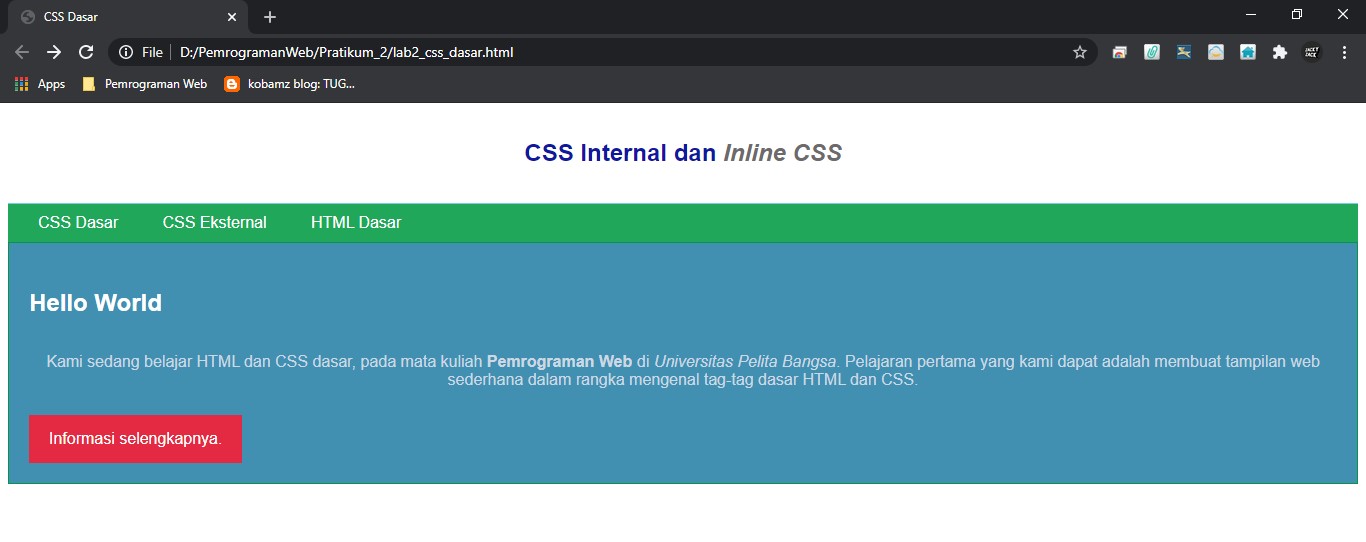 CSS Dasar
File D:/PemrogramanWeb/Pratikum_2/lab2_css_dasar.html
Apps Pemrograman Web kobamz blog: TUG...
CSS Internal dan Inline CSS
CSS Dasar CSS Eksternal HTML Dasar
Hello World
Kami sedang belajar HTML dan CSS dasar, pada mata kuliah Pemrograman Web di Universitas Pelita Bangsa. Pelajaran pertama yang kami dapat adalah membuat tampilan web
sederhana dalam rangka mengenal tag-tag dasar HTML dan CSS.
Informasi selengkapnya.